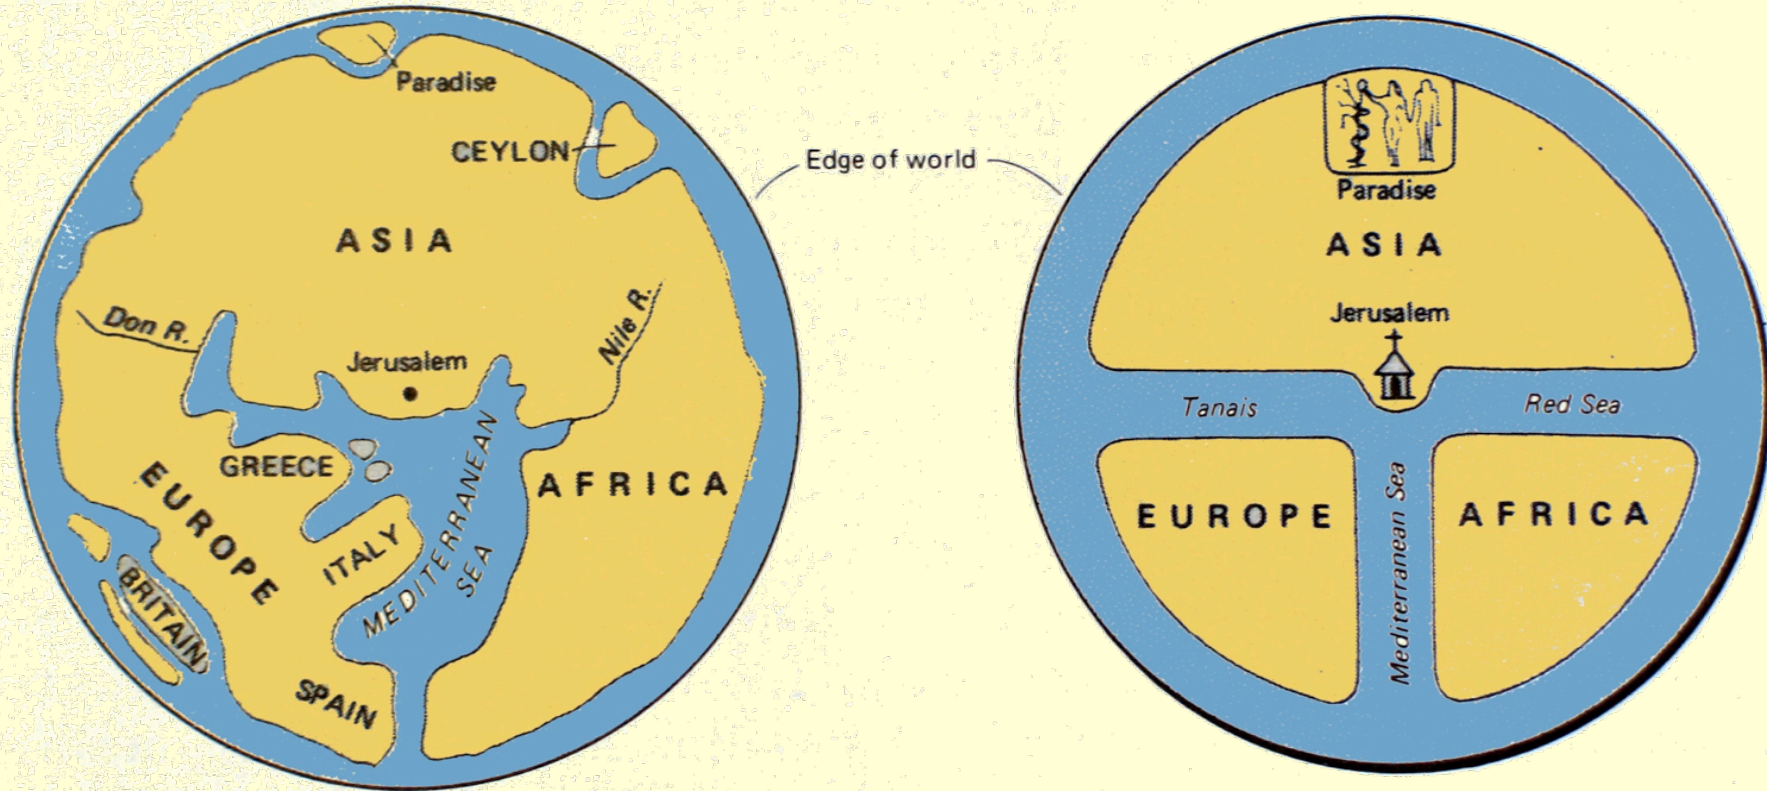 Paradise
CEYLON
ASIA
Don R.
Nile R.
Jerusalem
GREECE
EUROPE
AFRICA
ITALY
MEDITERRANEAN
SEA
BRITAIN
SPAIN
Edge of world
Paradise
ASIA
Jerusalem
Tanais
Red Sea
EUROPE
AFRICA
Mediterranean Sea